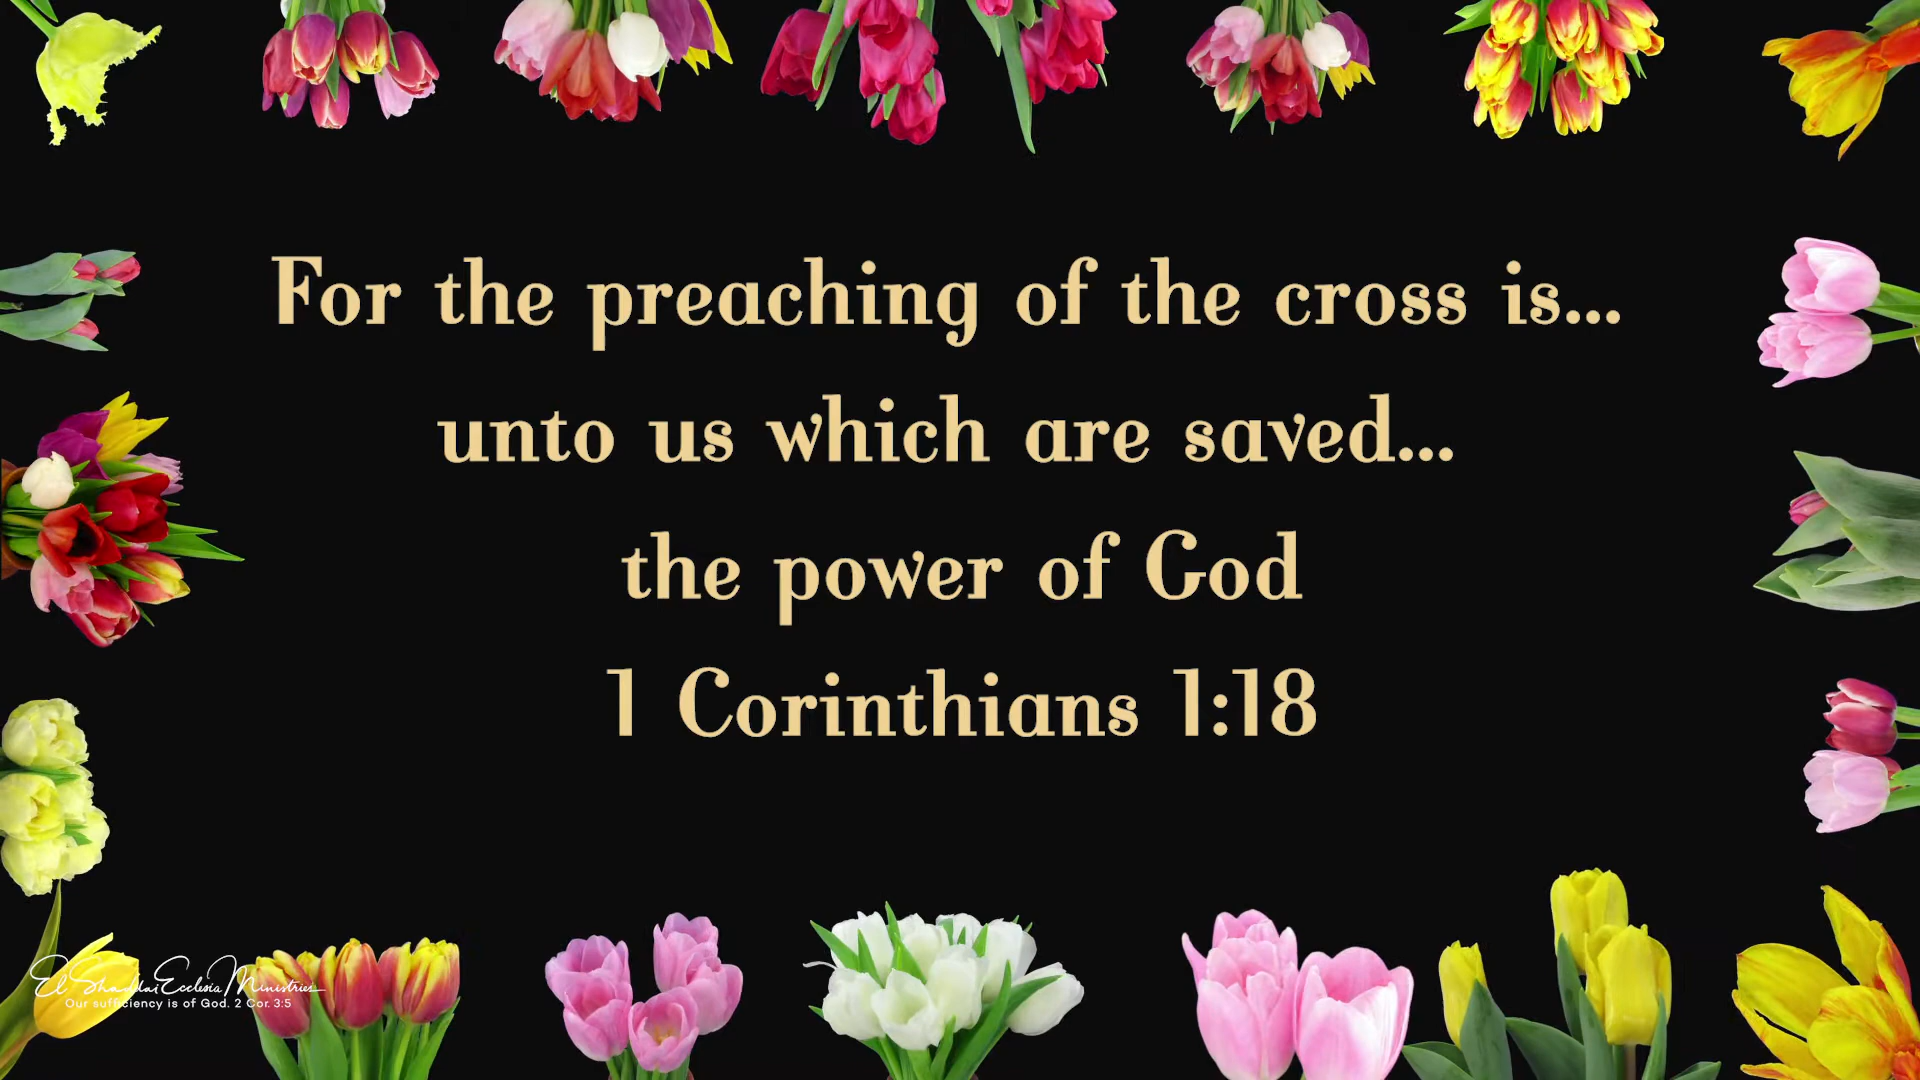 For the preaching of the cross is...
unto us which are saved...
the power of God
1 Corinthians 1:18
El Shaddai Ecclesia Ministries
Our sufficiency is of God. 2 Cor. 3:5